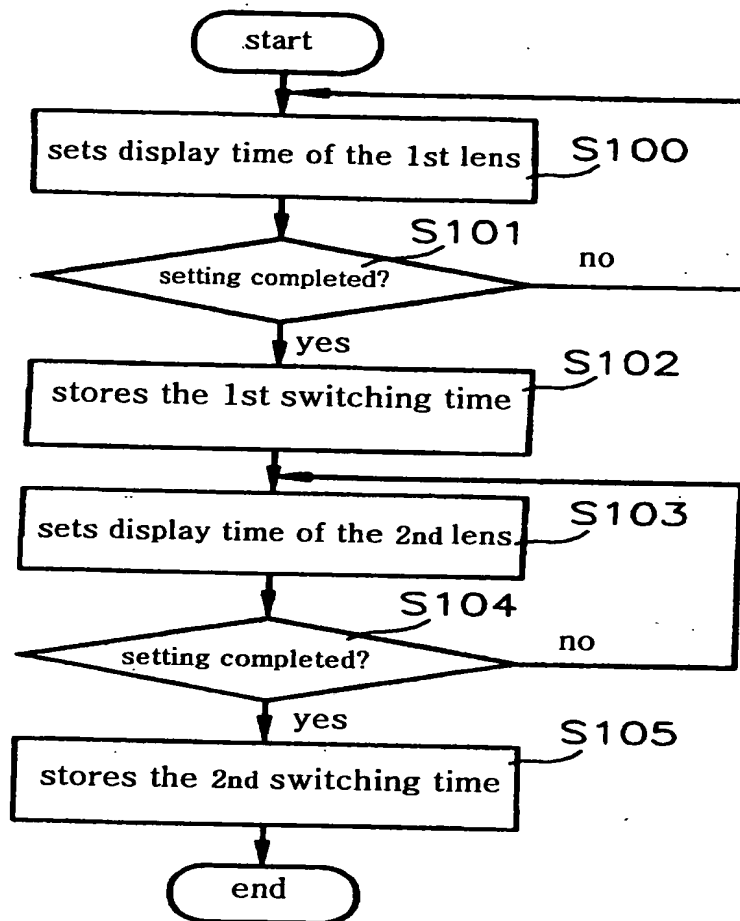 start
sets display time of the 1st lens
S100
S101
setting completed?
no
yes
S102
stores the 1st switching time
sets display time of the 2nd lens
S103
S104
setting completed?
no
yes
S105
stores the 2nd switching time
end